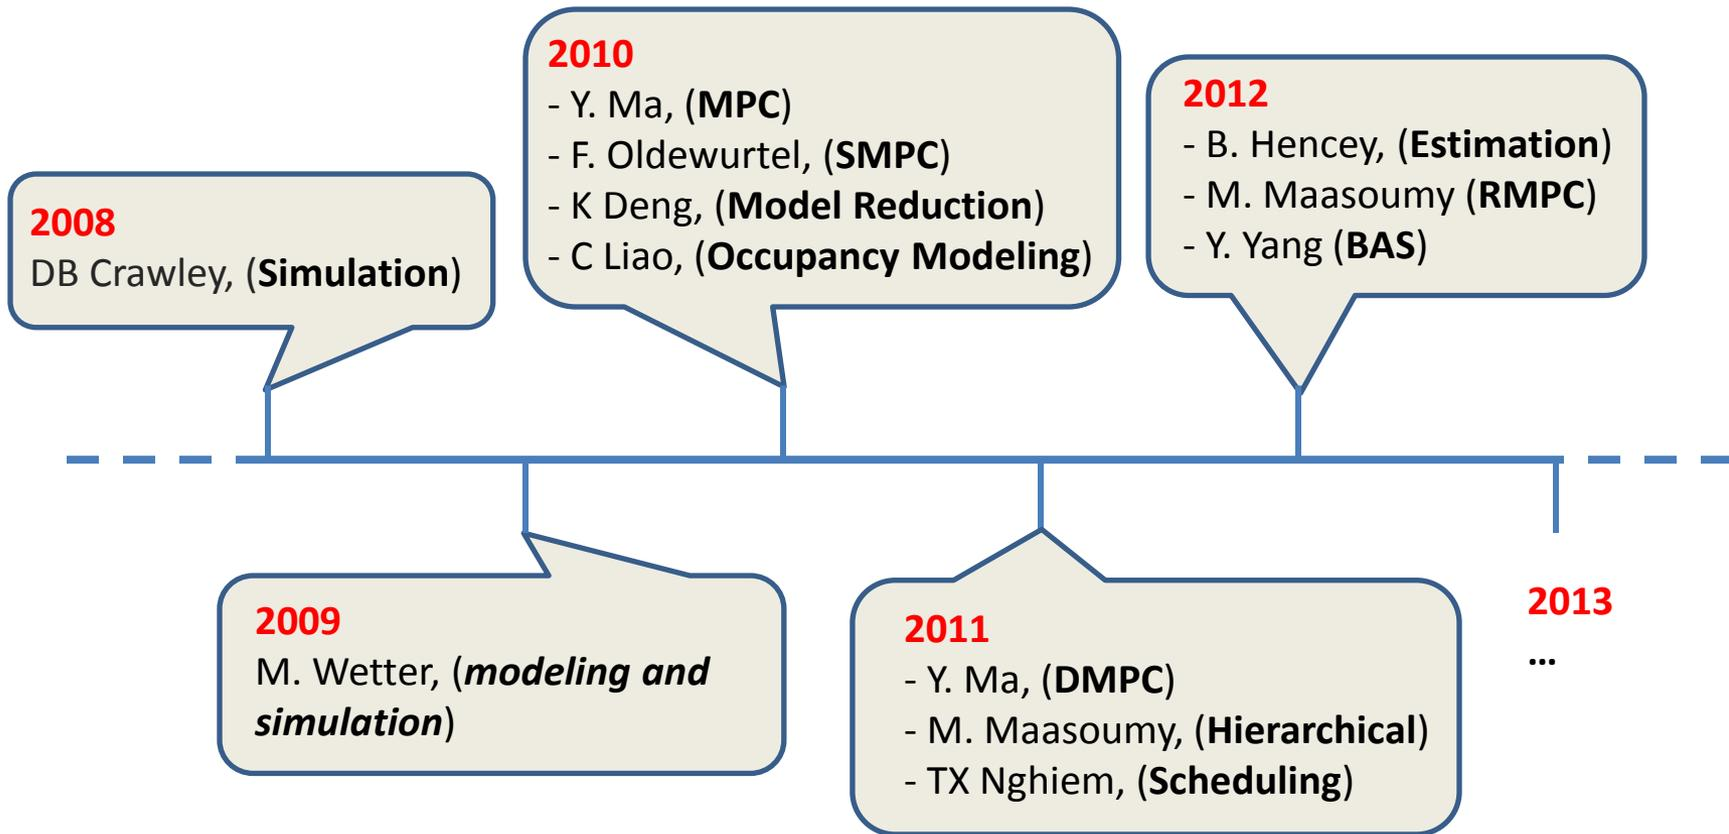 2008
DB Crawley, (Simulation)
2010
- Y. Ma, (MPC)
- F. Oldewurtel, (SMPC)
- K Deng, (Model Reduction)
- C Liao, (Occupancy Modeling)
2012
- B. Hencey, (Estimation)
- M. Maasoumy (RMPC)
- Y. Yang (BAS)
2009
M. Wetter, (modeling and
simulation)
2011
- Y. Ma, (DMPC)
- M. Maasoumy, (Hierarchical)
- TX Nghiem, (Scheduling)
2013
...